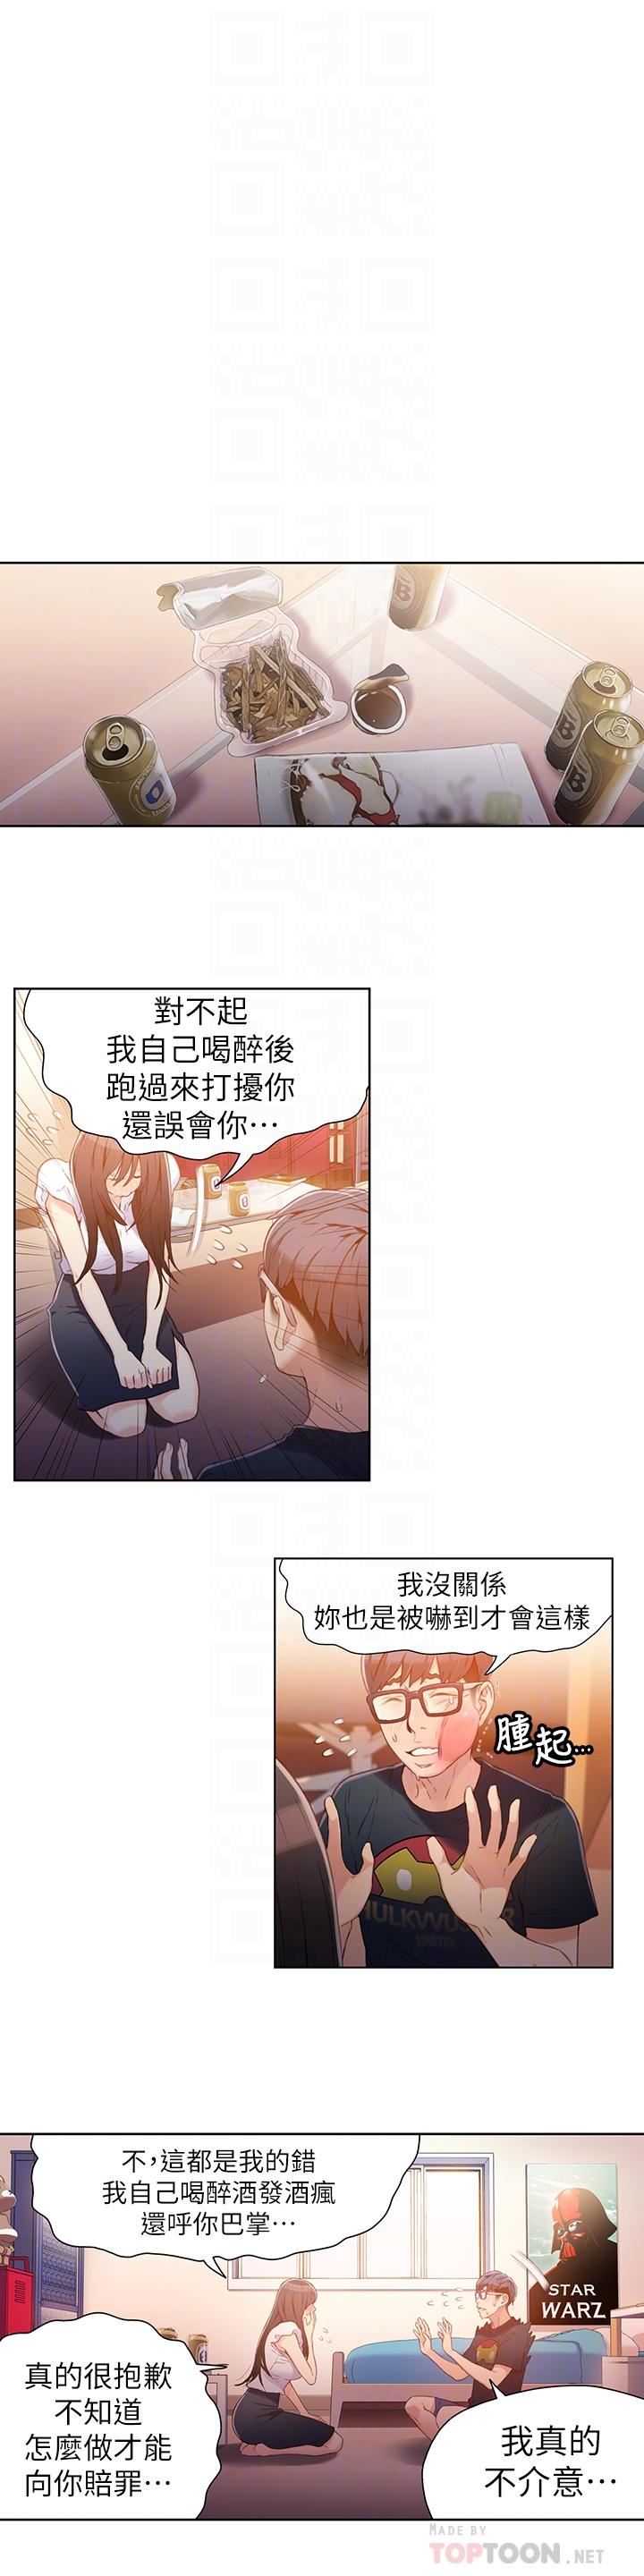 對不起
我自己喝醉後
跑過來打擾你
還誤會你⋯
我沒關係
妳也是被嚇到才會這樣
腫起⋯
HULKVVUSTER
MARTEL
不，這都是我的錯
我自己喝醉酒發酒瘋
還呼你巴掌⋯
STAR
WARZ
真的很抱歉
不知道
怎麼做才能
向你賠罪⋯
我真的
不介意⋯
MADE BY
TOPTOON.NET